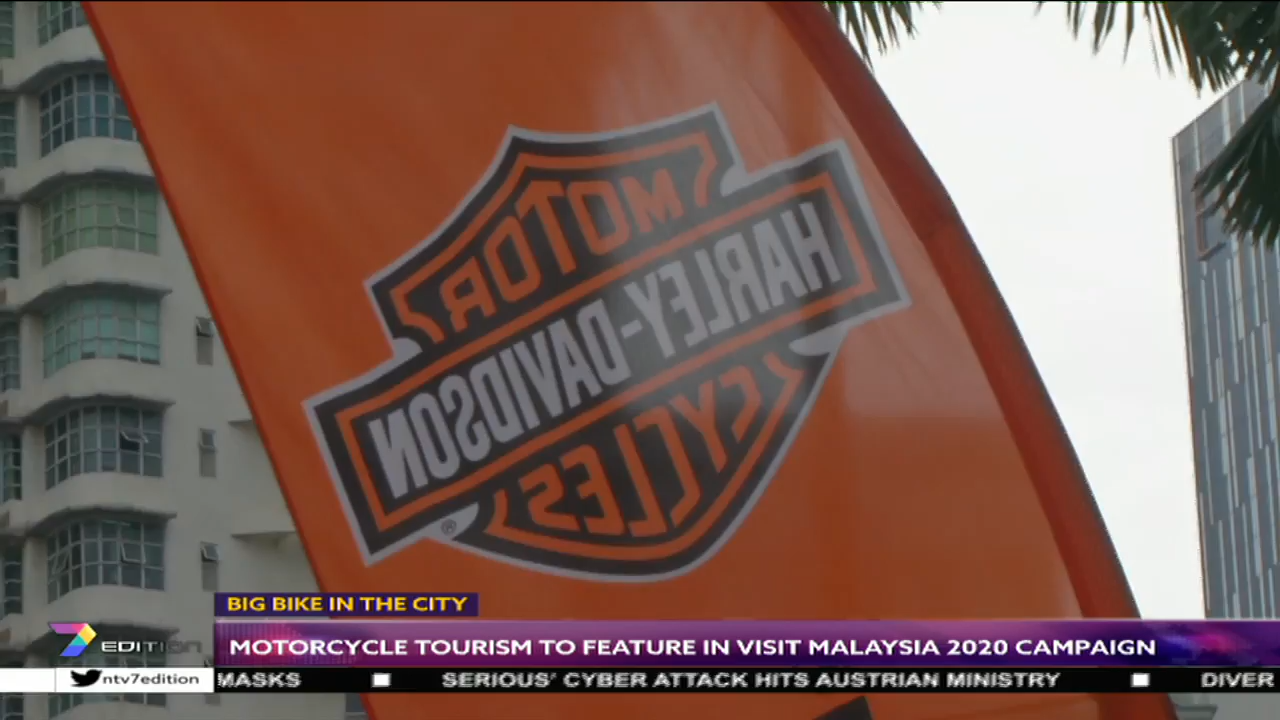 MOTOR
HARLEY-DAVIDSON
CYCLES
®
BIG BIKE IN THE CITY
7 EDITION
MOTORCYCLE TOURISM TO FEATURE IN VISIT MALAYSIA 2020 CAMPAIGN
ntv7edition
MASKS ■ SERIOUS' CYBER ATTACK HITS AUSTRIAN MINISTRY ■ DIVER